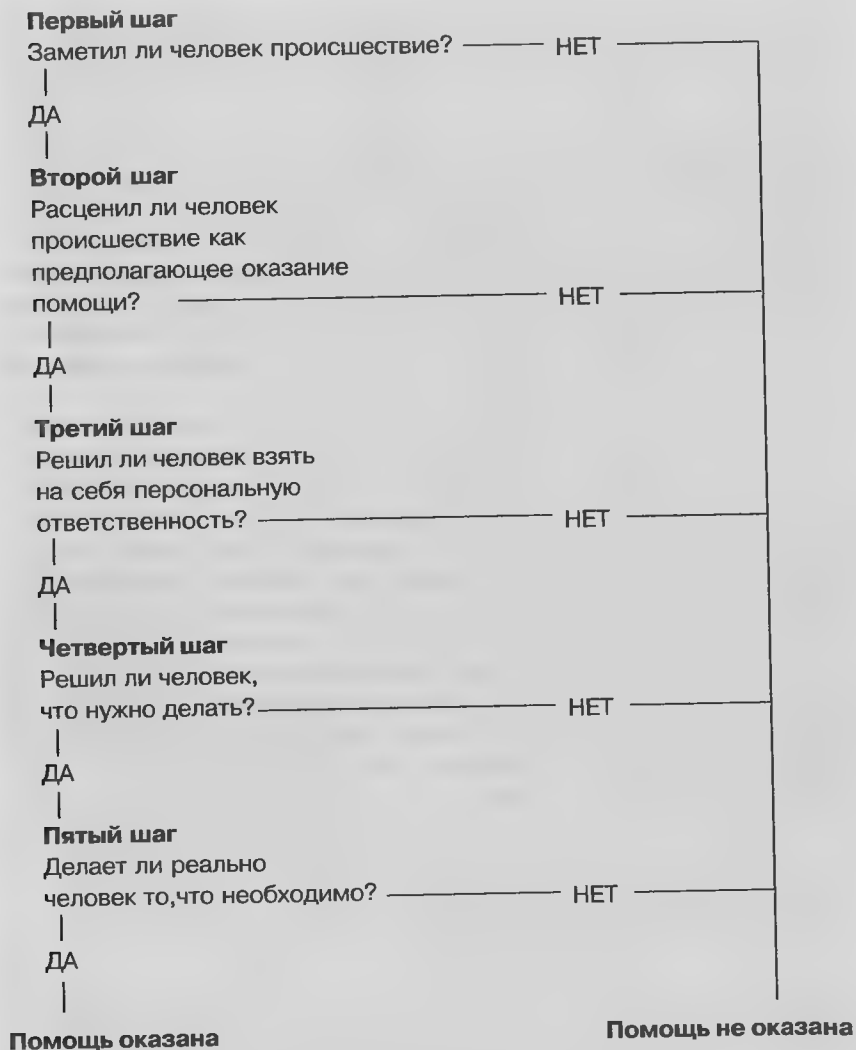 Первый шаг
Заметил ли человек происшествие? НЕТ
ДА
Второй шаг
Расценил ли человек
происшествие как
предполагающее оказание
помощи? НЕТ
ДА
Третий шаг
Решил ли человек взять
на себя персональную
ответственность? НЕТ
ДА
Четвертый шаг
Решил ли человек,
что нужно делать? НЕТ
ДА
Пятый шаг
Делает ли реально
человек то,что необходимо? НЕТ
ДА
Помощь оказана Помощь не оказана